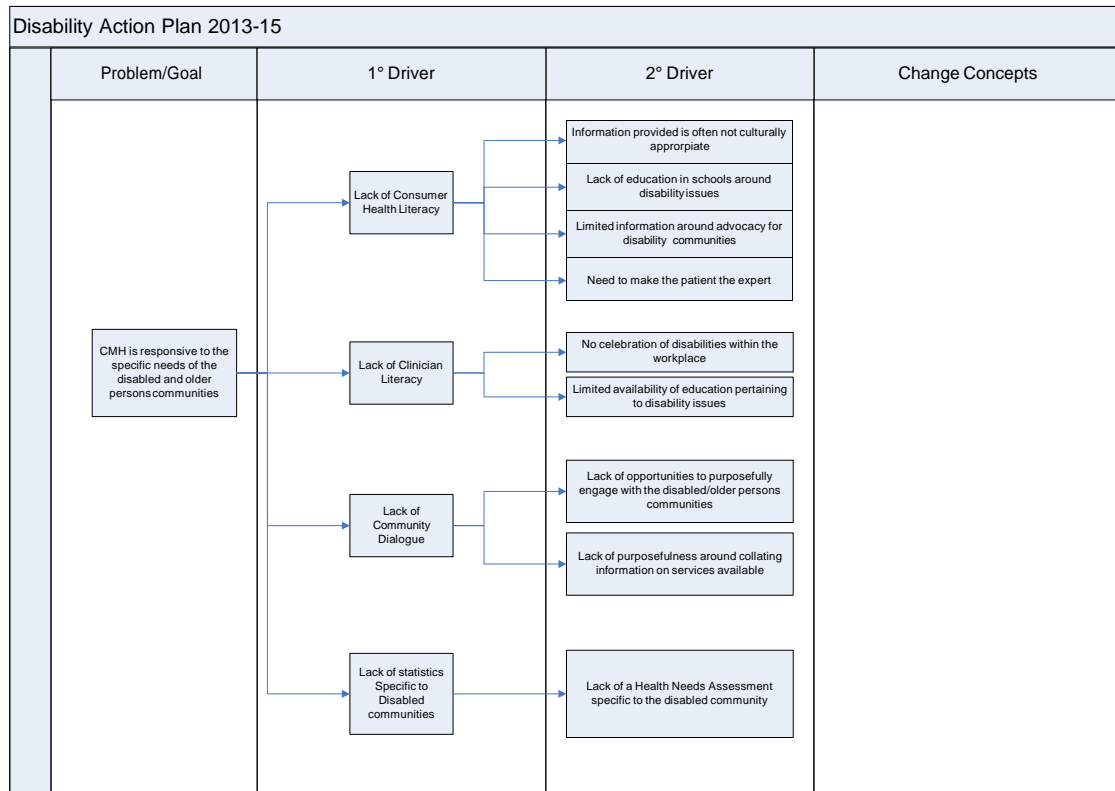 Disability Action Plan 2013-15
Problem/Goal
1° Driver
2° Driver
Change Concepts
CMH is responsive to the
specific needs of the
disabled and older
persons communities
Lack of Consumer
Health Literacy
Information provided is often not culturally
approrpiate
Lack of education in schools around
disability issues
Limited information around advocacy for
disability communities
Need to make the patient the expert
Lack of Clinician
Literacy
No celebration of disabilities within the
workplace
Limited availability of education pertaining
to disability issues
Lack of
Community
Dialogue
Lack of opportunities to purposefully
engage with the disabled/older persons
communities
Lack of purposefulness around collating
information on services available
Lack of statistics
Specific to
Disabled
communities
Lack of a Health Needs Assessment
specific to the disabled community